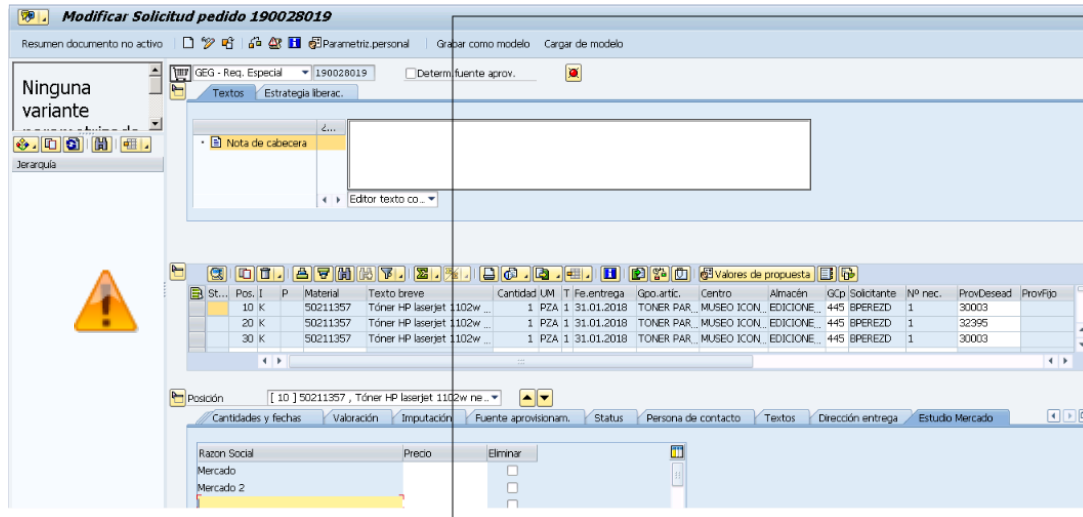 Modificar Solicitud pedido 190028019
Resumen documento no activo Parametriz.personal Grabar como modelo Cargar de modelo
Ninguna
variante
GEG - Req. Especial 190028019 Determ.fuente aprov.
Textos Estrategia liberac.
¿...
Nota de cabecera
Editor texto co...
Jerarquía
Valores de propuesta
St... Pos. I P Material Texto breve Cantidad UM T Fe.entrega Gpo.artíc. Centro Almacén GCp Solicitante Nº nec. ProvDesead ProvFijo
10 K 50211357 Tóner HP laserjet 1102w ... 1 PZA 1 31.01.2018 TONER PAR... MUSEO ICON... EDICIONE... 445 BPEREZD 1 30003
20 K 50211357 Tóner HP laserjet 1102w ... 1 PZA 1 31.01.2018 TONER PAR... MUSEO ICON... EDICIONE... 445 BPEREZD 1 32395
30 K 50211357 Tóner HP laserjet 1102w ... 1 PZA 1 31.01.2018 TONER PAR... MUSEO ICON... EDICIONE... 445 BPEREZD 1 30003
Posición [ 10 ] 50211357 , Tóner HP laserjet 1102w ne...
Cantidades y fechas Valoración Imputación Fuente aprovisionam. Status Persona de contacto Textos Dirección entrega Estudio Mercado
Razon Social Precio Eliminar
Mercado
Mercado 2